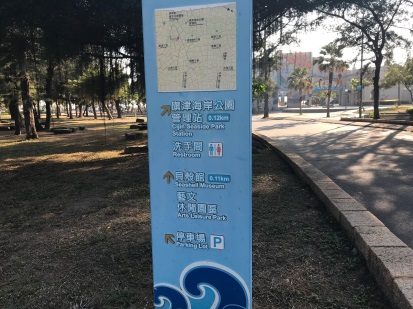 旗津海岸公園
管理站 0.12km
Cijin Seaside Park
Station
洗手間
Restroom
貝殼館 0.11km
Seashell Museum
藝文
休閒園區
Arts Leisure Park
停車場 P
Parking Lot